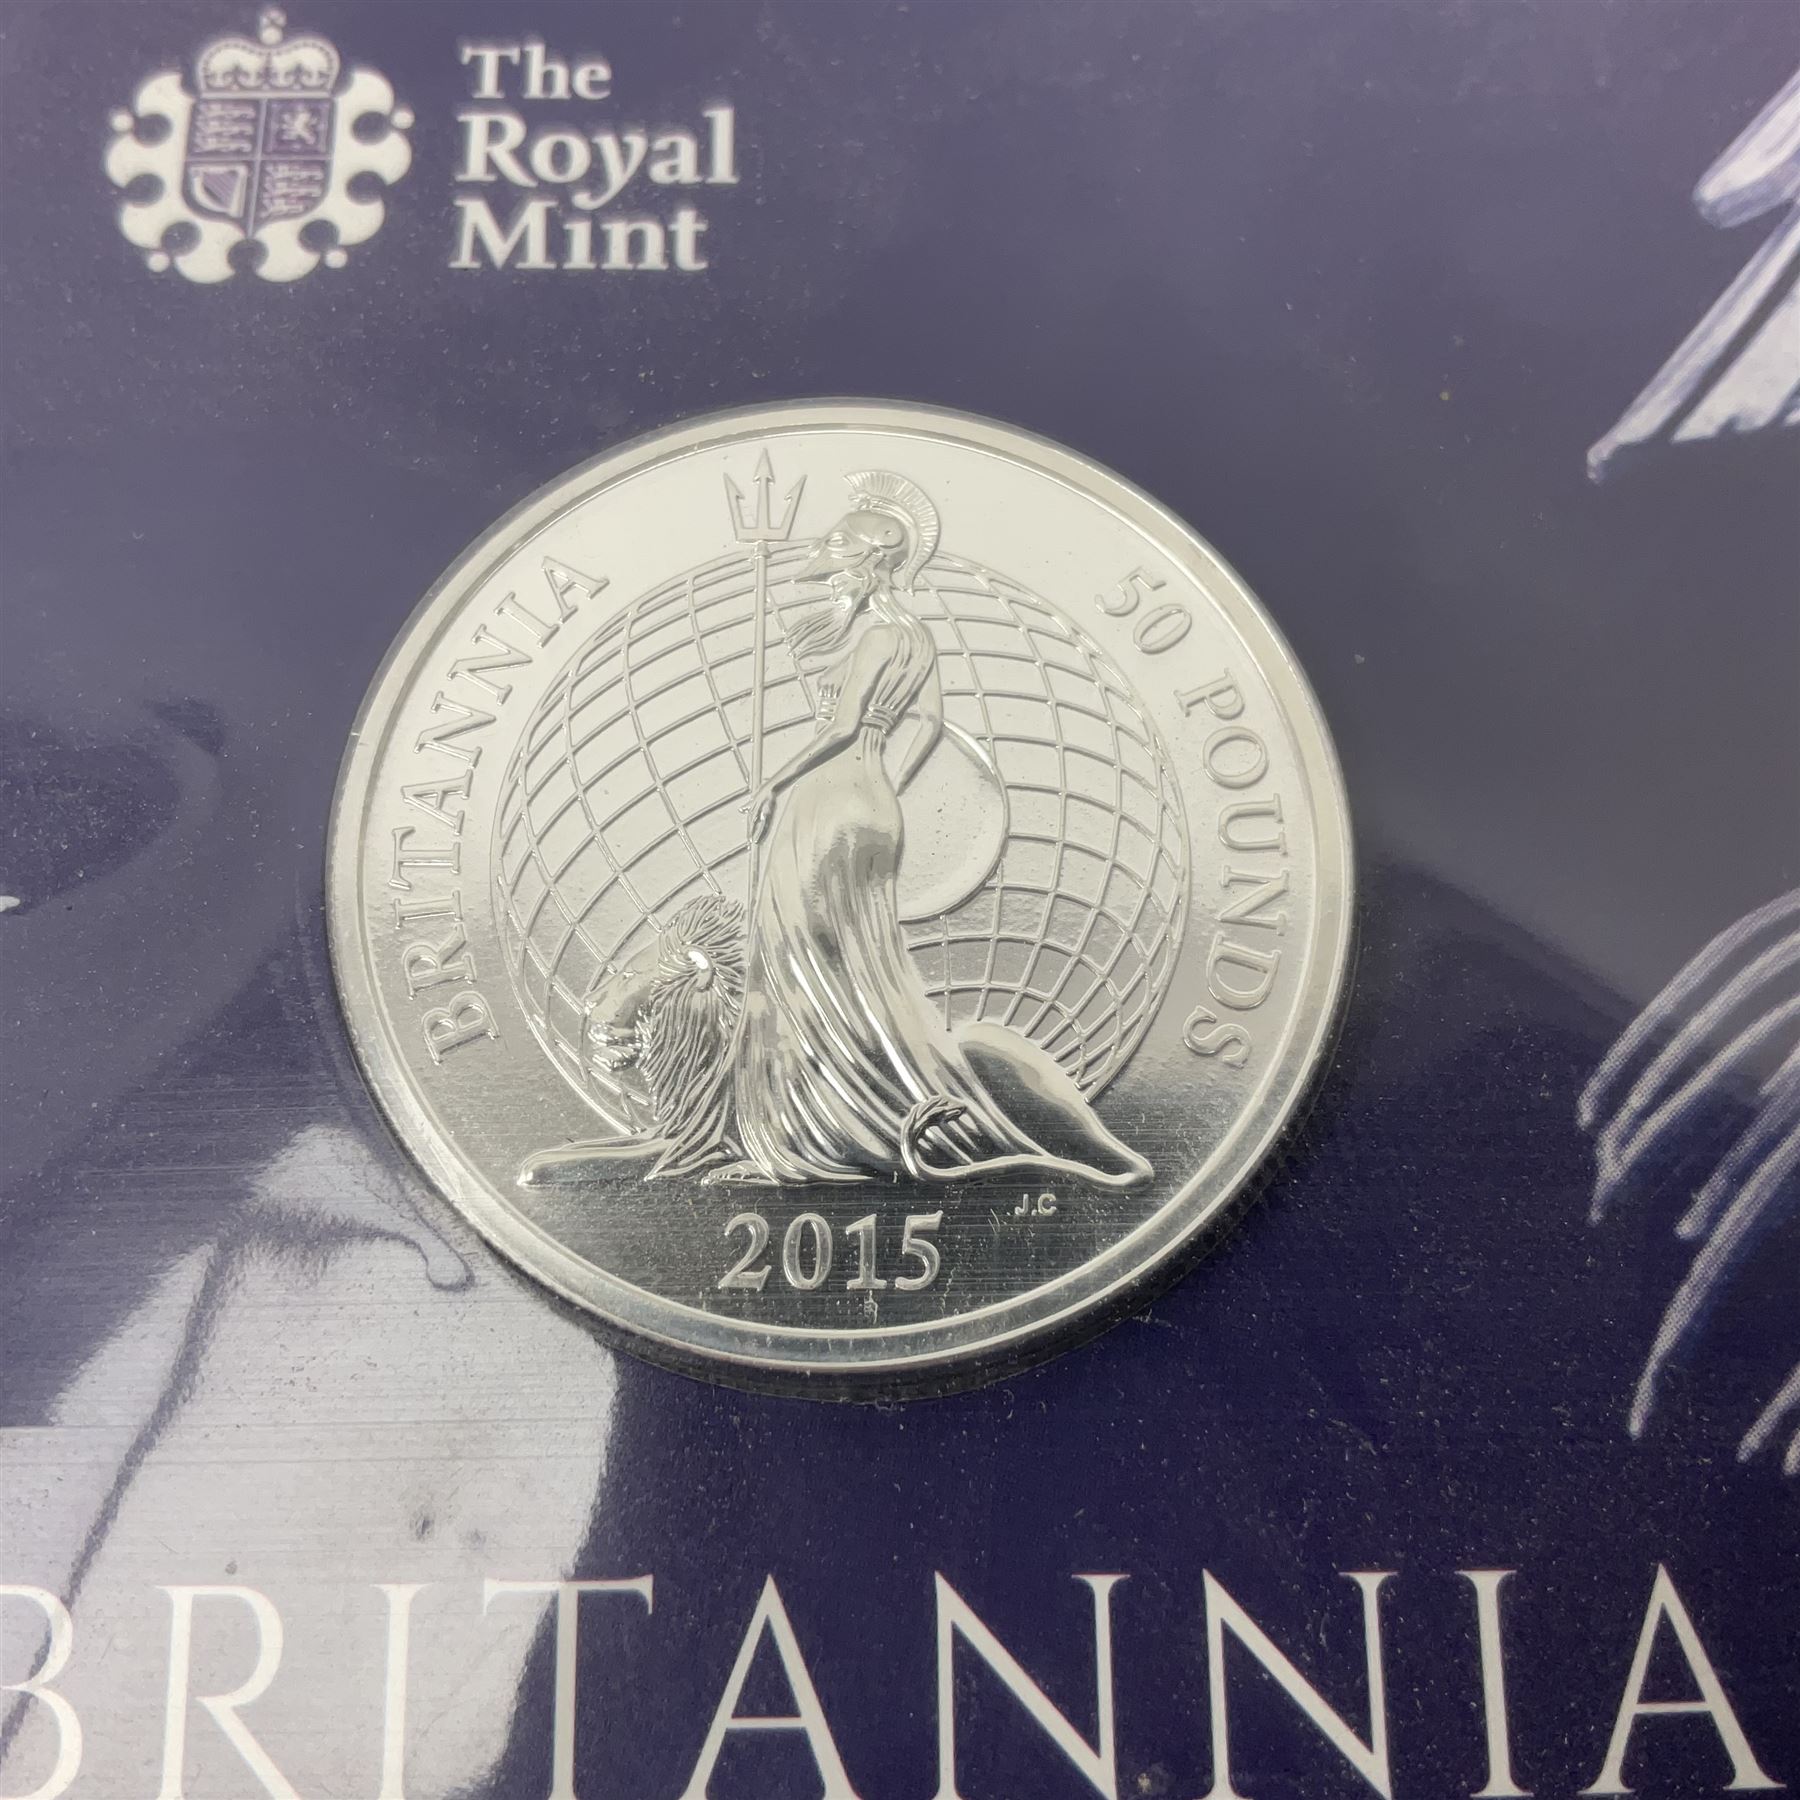 The
Royal
Mint
BRITANNIA
50 POUNDS
J.C
2015
BRITANNIA